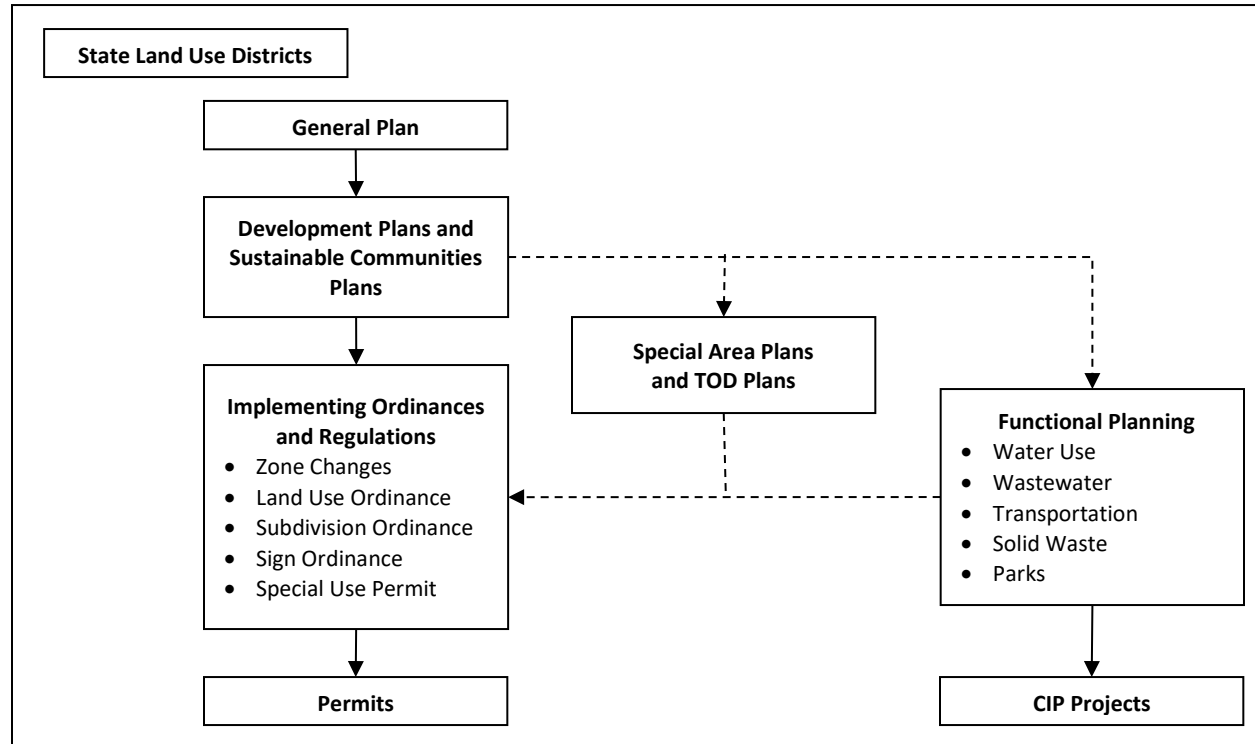 State Land Use Districts
General Plan
Development Plans and
Sustainable Communities
Plans
Special Area Plans
and TOD Plans
Implementing Ordinances
and Regulations
• Zone Changes
• Land Use Ordinance
• Subdivision Ordinance
• Sign Ordinance
• Special Use Permit
Functional Planning
• Water Use
• Wastewater
• Transportation
• Solid Waste
• Parks
Permits
CIP Projects